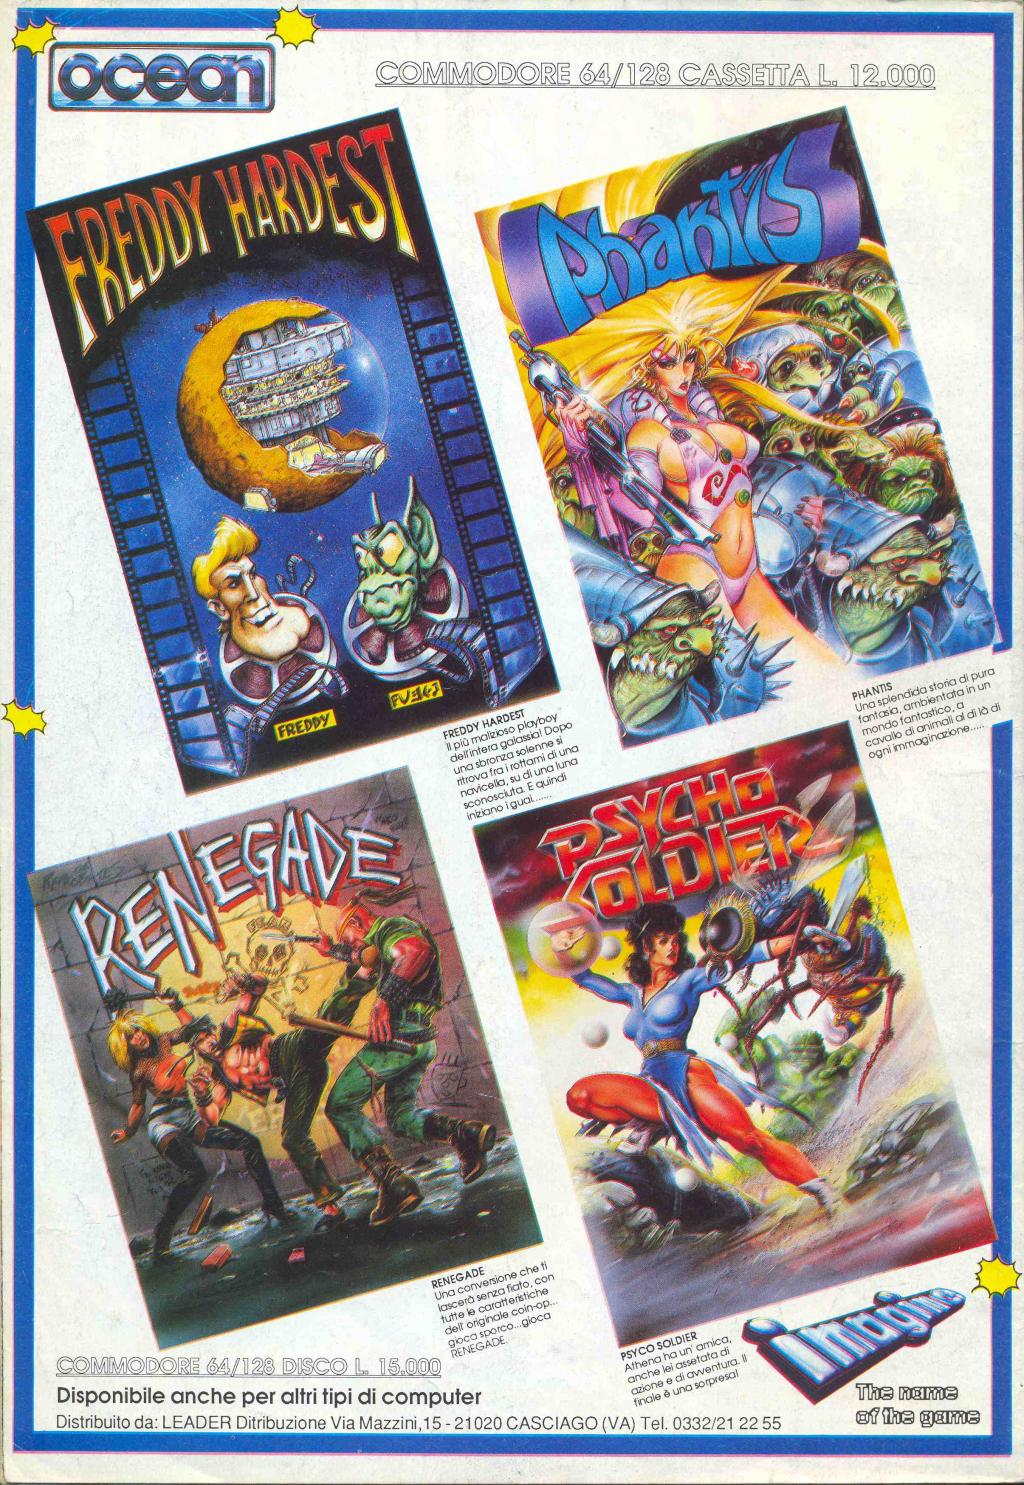 ocean
COMMODORE 64/128 CASSETTA L. 12.000
FREDDY HARDEST
FREDDY
Phantis
PHANTIS
Una splendida storia di pura
fantasia, ambientata in un
mondo fantastico, a
cavallo di animali al di là di
ogni immaginazione.....
FREDDY HARDEST
Il più malizioso playboy
dell'intera galassia! Dopo
una sbronza solenne si
ritrova fra i rottami di una
navicella, su di una luna
sconosciuta. E quindi
iniziano i guai......
RENEGADE
FEAR
PSYCHO
SOLDIER
RENEGADE
Una conversione che ti
lascerà senza fiato, con
tutte le caratteristiche
dell' originale coin-op...
gioca sporco...gioca
RENEGADE.
PSYCO SOLDIER
Athena ha un' amica,
anche lei assetata di
azione e di avventura. Il
finale è una sorpresa!
imagine
The name
of the game
COMMODORE 64/128 DISCO L. 15.000
Disponibile anche per altri tipi di computer
Distribuito da: LEADER Ditribuzione Via Mazzini,15 - 21020 CASCIAGO (VA) Tel. 0332/21 22 55